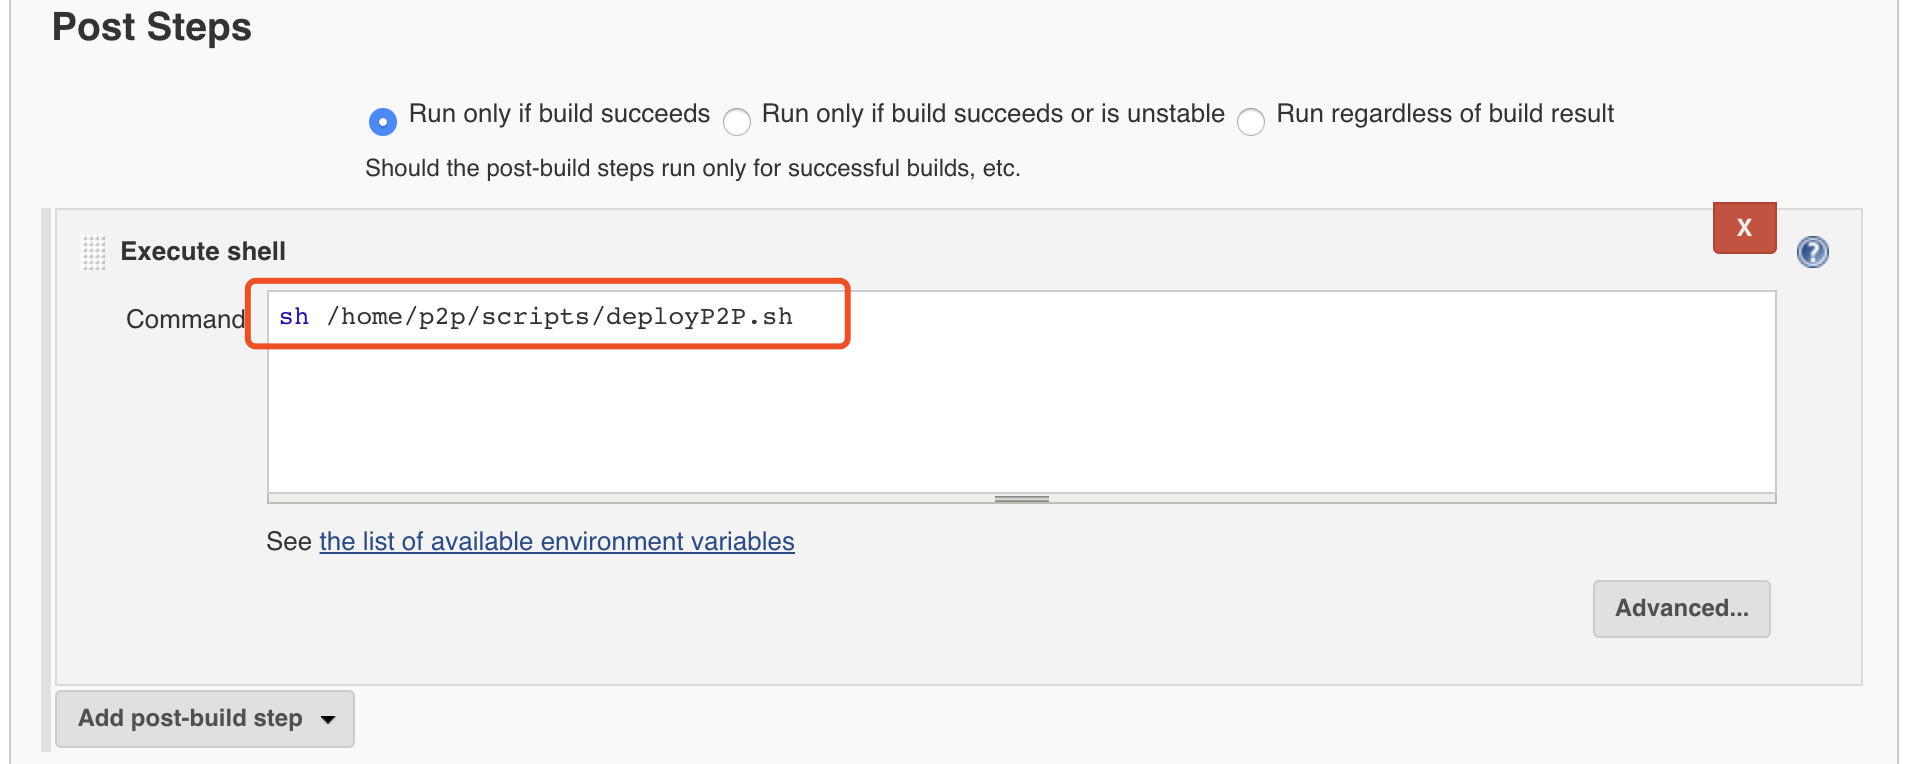 Post Steps
Run only if build succeeds Run only if build succeeds or is unstable Run regardless of build result
Should the post-build steps run only for successful builds, etc.
X
?
Execute shell
Command sh /home/p2p/scripts/deployP2P.sh
See the list of available environment variables
Advanced...
Add post-build step